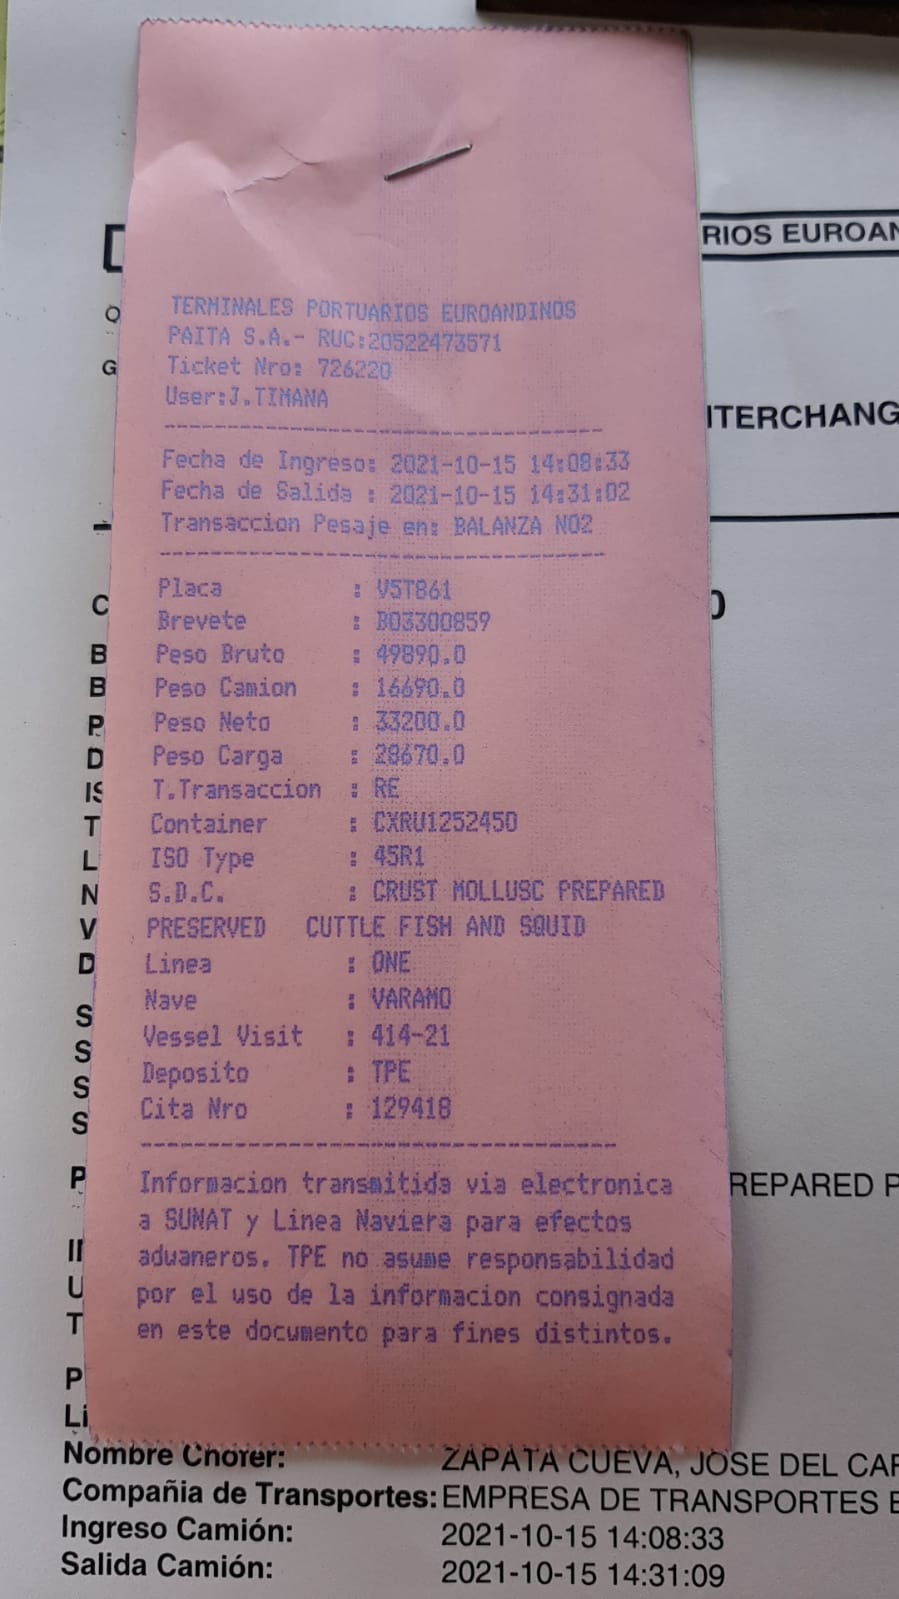 TERMINALES PORTUARIOS EUROANDINOS
PAITA S.A.- RUC:20522473571
Ticket Nro: 726220
User:J.TIMANA
--------------------------------
Fecha de Ingreso: 2021-10-15 14:08:33
Fecha de Salida : 2021-10-15 14:31:02
Transaccion Pesaje en: BALANZA NO2
--------------------------------
Placa : V5T861
Brevete : B03300859
Peso Bruto : 49890.0
Peso Camion : 16690.0
Peso Neto : 33200.0
Peso Carga : 28670.0
T.Transaccion : RE
Container : CXRU1252450
ISO Type : 45R1
S.D.C. : CRUST MOLLUSC PREPARED
PRESERVED CUTTLE FISH AND SQUID
Linea : ONE
Nave : VARAMO
Vessel Visit : 414-21
Deposito : TPE
Cita Nro : 129418
--------------------------------
Informacion transmitida via electronica
a SUNAT y Linea Naviera para efectos
aduaneros. TPE no asume responsabilidad
por el uso de la informacion consignada
en este documento para fines distintos.
RIOS EUROAN
ITERCHANG
REPARED P
Nombre Chofer: ZAPATA CUEVA, JOSE DEL CAR
Compañia de Transportes: EMPRESA DE TRANSPORTES E
Ingreso Camión: 2021-10-15 14:08:33
Salida Camión: 2021-10-15 14:31:09